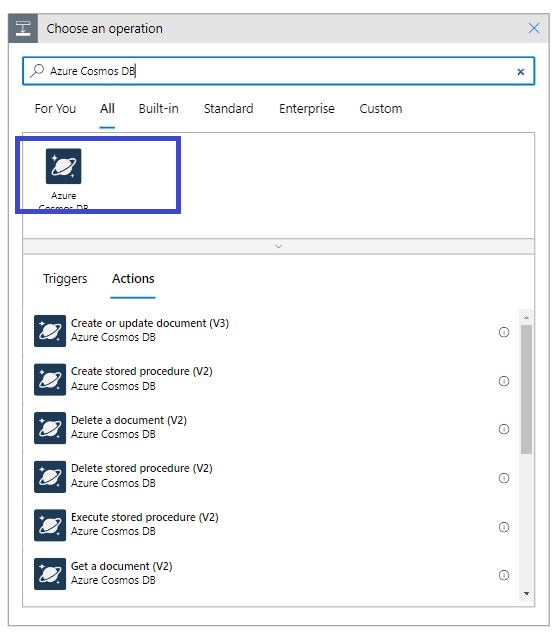 Choose an operation
Azure Cosmos DB
For You All Built-in Standard Enterprise Custom
Azure
Cosmos DB
Triggers Actions
Create or update document (V3)
Azure Cosmos DB
Create stored procedure (V2)
Azure Cosmos DB
Delete a document (V2)
Azure Cosmos DB
Delete stored procedure (V2)
Azure Cosmos DB
Execute stored procedure (V2)
Azure Cosmos DB
Get a document (V2)
Azure Cosmos DB